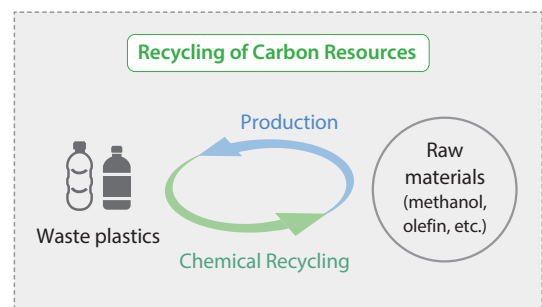 Recycling of Carbon Resources
Production
Raw
materials
(methanol,
olefin, etc.)
Waste plastics
Chemical Recycling